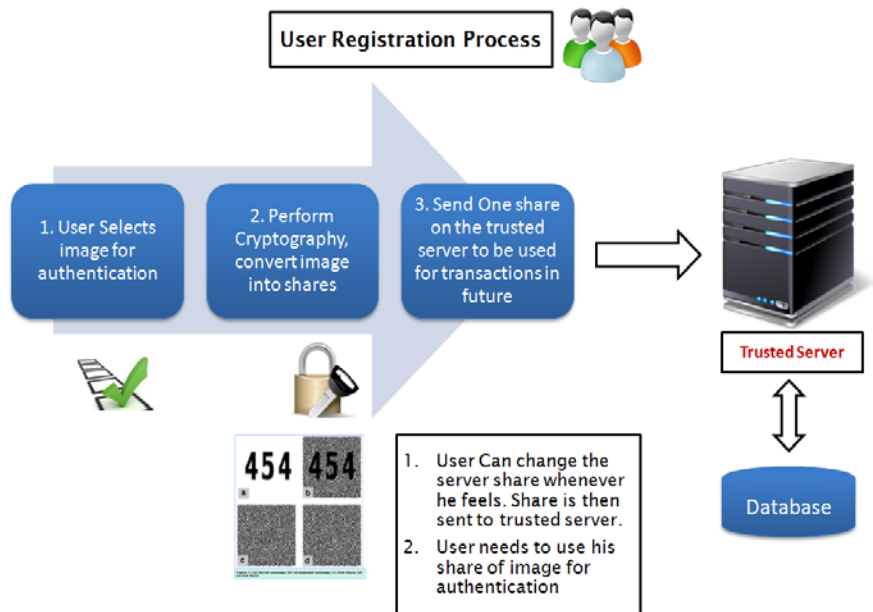 User Registration Process
1. User Selects
image for
authentication
2. Perform
Cryptography,
convert image
into shares
3. Send One share
on the trusted
server to be used
for transactions in
future
Trusted Server
Database
454
454
a
b
c
d
1. User Can change the
server share whenever
he feels. Share is then
sent to trusted server.
2. User needs to use his
share of image for
authentication